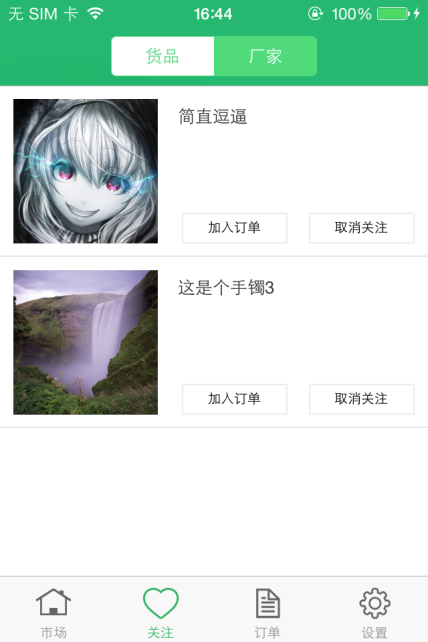 无 SIM 卡 16:44 100%
货品 厂家
简直逗逼
加入订单 取消关注
这是个手镯3
加入订单 取消关注
市场 关注 订单 设置